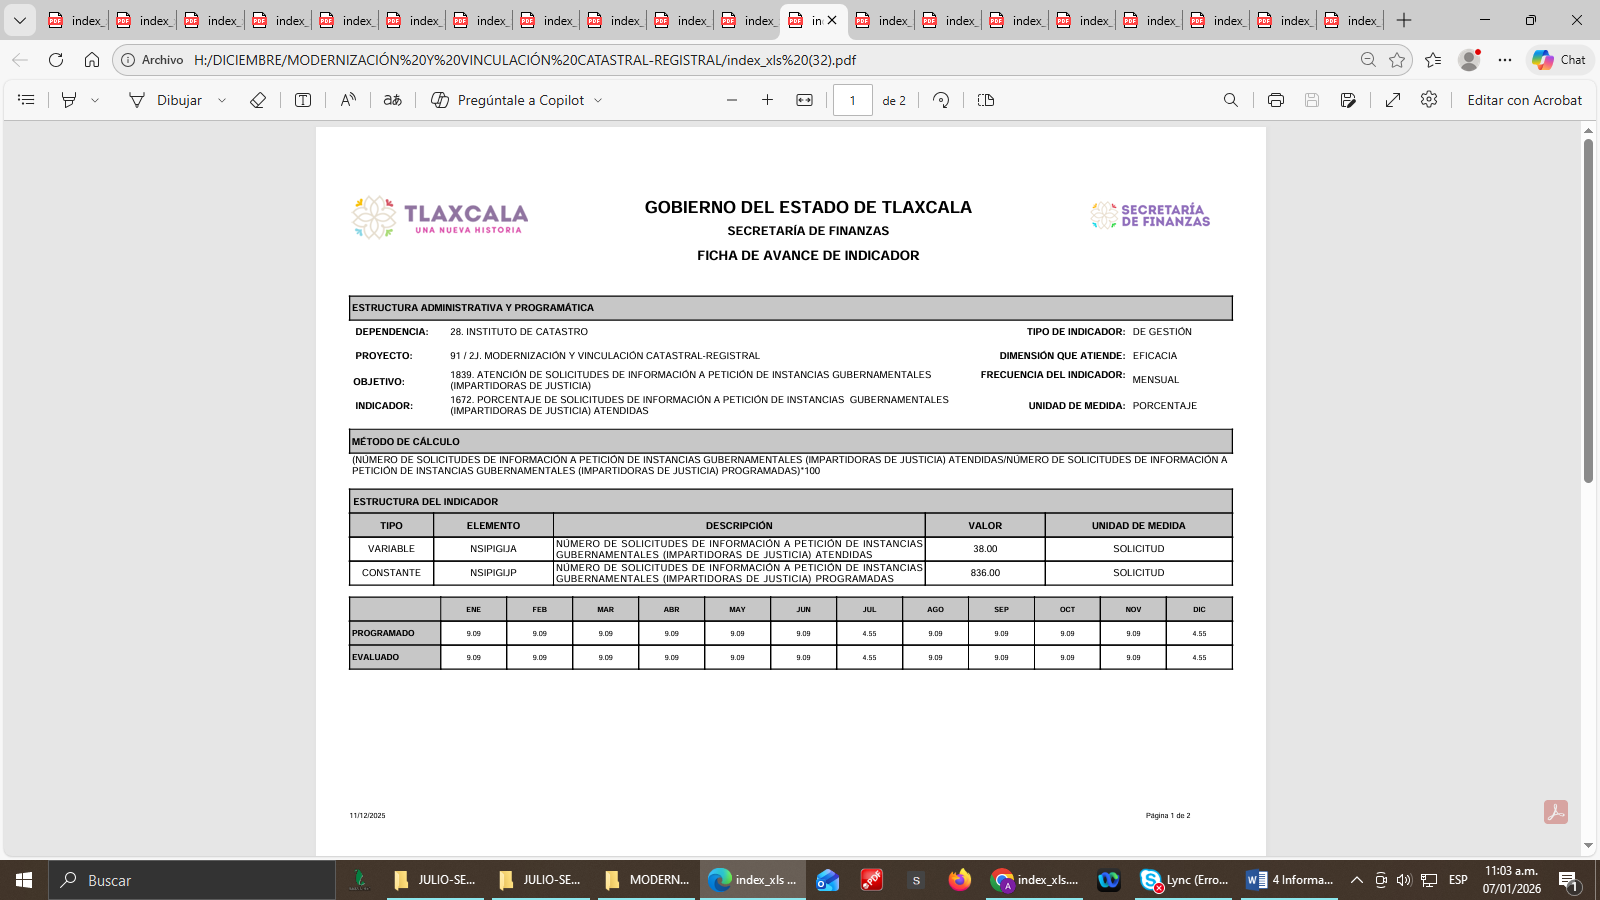 index_
index_
index_
index_
index_
index_
index_
index_
index_
index_
index_
in
index_
index_
index_
index_
index_
index_
index_
index_
Archivo H:/DICIEMBRE/MODERNIZACIÓN%20Y%20VINCULACIÓN%20CATASTRAL-REGISTRAL/index_xls%20(32).pdf
Chat
Dibujar
Pregúntale a Copilot
1 de 2
Editar con Acrobat
TLAXCALA
UNA NUEVA HISTORIA
GOBIERNO DEL ESTADO DE TLAXCALA
SECRETARÍA DE FINANZAS
FICHA DE AVANCE DE INDICADOR
SECRETARÍA
DE FINANZAS
ESTRUCTURA ADMINISTRATIVA Y PROGRAMÁTICA
DEPENDENCIA: 28. INSTITUTO DE CATASTRO TIPO DE INDICADOR: DE GESTIÓN
PROYECTO: 91 / 2J. MODERNIZACIÓN Y VINCULACIÓN CATASTRAL-REGISTRAL DIMENSIÓN QUE ATIENDE: EFICACIA
OBJETIVO: 1839. ATENCIÓN DE SOLICITUDES DE INFORMACIÓN A PETICIÓN DE INSTANCIAS GUBERNAMENTALES
(IMPARTIDORAS DE JUSTICIA) FRECUENCIA DEL INDICADOR: MENSUAL
INDICADOR: 1672. PORCENTAJE DE SOLICITUDES DE INFORMACIÓN A PETICIÓN DE INSTANCIAS GUBERNAMENTALES
(IMPARTIDORAS DE JUSTICIA) ATENDIDAS UNIDAD DE MEDIDA: PORCENTAJE
MÉTODO DE CÁLCULO
(NÚMERO DE SOLICITUDES DE INFORMACIÓN A PETICIÓN DE INSTANCIAS GUBERNAMENTALES (IMPARTIDORAS DE JUSTICIA) ATENDIDAS/NÚMERO DE SOLICITUDES DE INFORMACIÓN A
PETICIÓN DE INSTANCIAS GUBERNAMENTALES (IMPARTIDORAS DE JUSTICIA) PROGRAMADAS)*100
ESTRUCTURA DEL INDICADOR
TIPO ELEMENTO DESCRIPCIÓN VALOR UNIDAD DE MEDIDA
VARIABLE NSIPIGIJA NÚMERO DE SOLICITUDES DE INFORMACIÓN A PETICIÓN DE INSTANCIAS
GUBERNAMENTALES (IMPARTIDORAS DE JUSTICIA) ATENDIDAS 38.00 SOLICITUD
CONSTANTE NSIPIGIJP NÚMERO DE SOLICITUDES DE INFORMACIÓN A PETICIÓN DE INSTANCIAS
GUBERNAMENTALES (IMPARTIDORAS DE JUSTICIA) PROGRAMADAS 836.00 SOLICITUD
ENE FEB MAR ABR MAY JUN JUL AGO SEP OCT NOV DIC
PROGRAMADO 9.09 9.09 9.09 9.09 9.09 9.09 4.55 9.09 9.09 9.09 9.09 4.55
EVALUADO 9.09 9.09 9.09 9.09 9.09 9.09 4.55 9.09 9.09 9.09 9.09 4.55
11/12/2025 Página 1 de 2
Buscar
JULIO-SE...
JULIO-SE...
MODERN...
index_xls ...
index_xls....
Lync (Erro...
4 Informa...
ESP
11:03 a.m.
07/01/2026
1